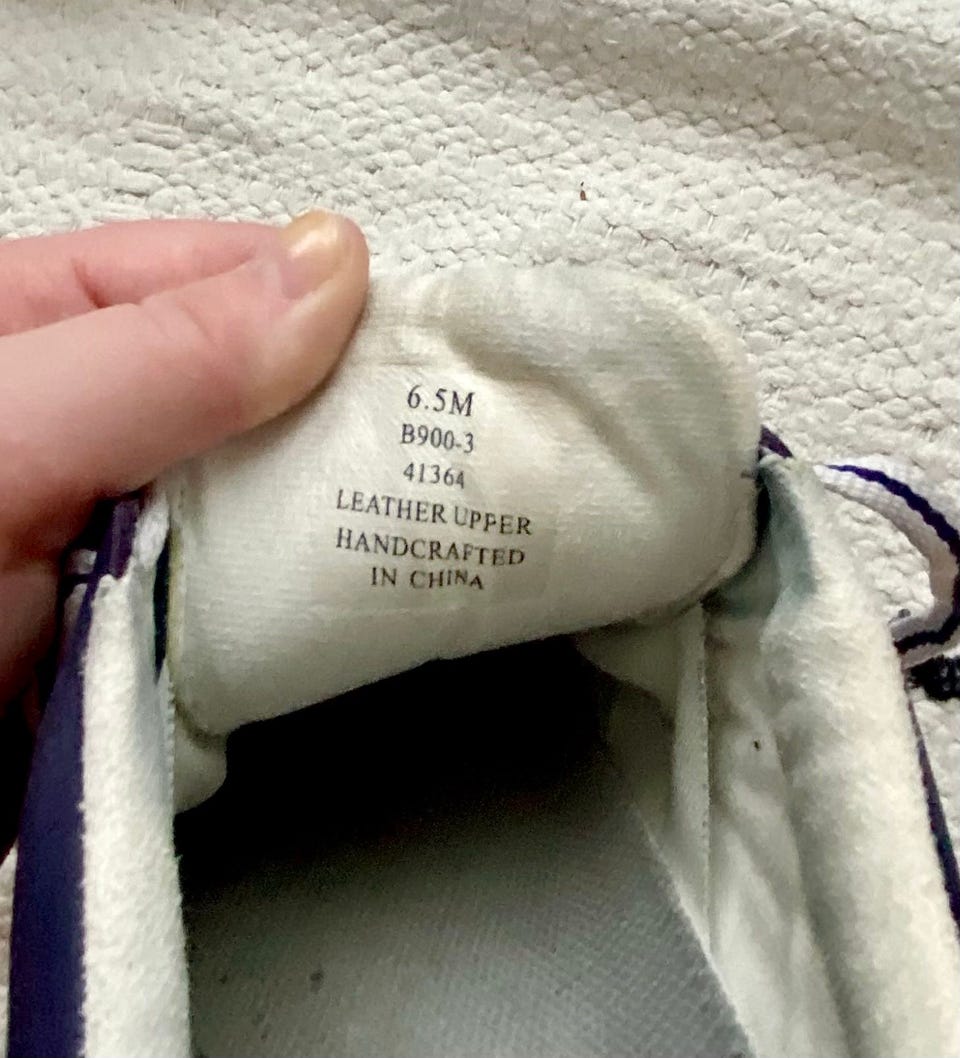 6.5M
B900-3
41364
LEATHER UPPER
HANDCRAFTED
IN CHINA